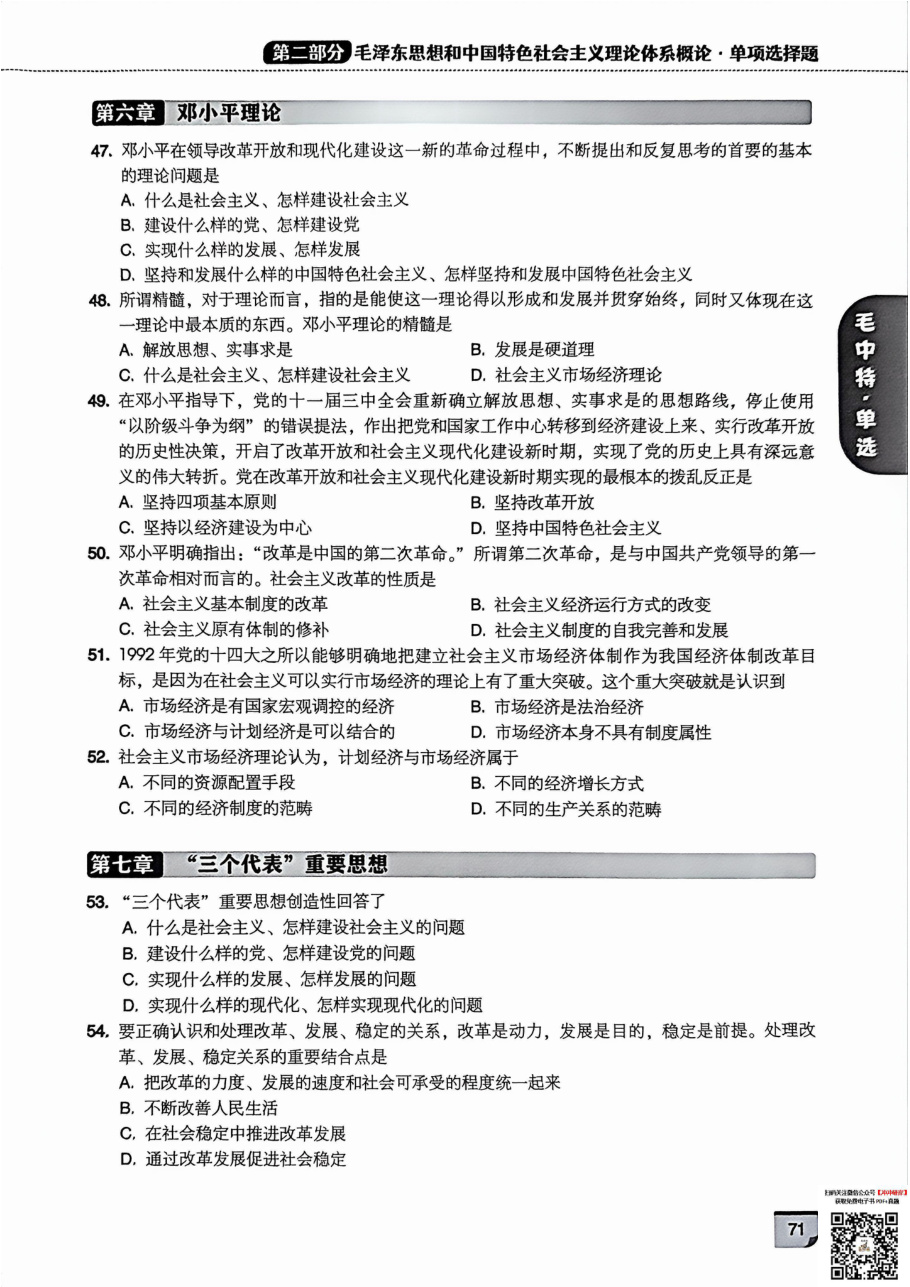 第二部分 毛泽东思想和中国特色社会主义理论体系概论·单项选择题
第六章 邓小平理论
47. 邓小平在领导改革开放和现代化建设这一新的革命过程中，不断提出和反复思考的首要的基本
的理论问题是
A. 什么是社会主义、怎样建设社会主义
B. 建设什么样的党、怎样建设党
C. 实现什么样的发展、怎样发展
D. 坚持和发展什么样的中国特色社会主义、怎样坚持和发展中国特色社会主义
48. 所谓精髓，对于理论而言，指的是能使这一理论得以形成和发展并贯穿始终，同时又体现在这
一理论中最本质的东西。邓小平理论的精髓是
A. 解放思想、实事求是 B. 发展是硬道理
C. 什么是社会主义、怎样建设社会主义 D. 社会主义市场经济理论
49. 在邓小平指导下，党的十一届三中全会重新确立解放思想、实事求是的思想路线，停止使用
“以阶级斗争为纲”的错误提法，作出把党和国家工作中心转移到经济建设上来、实行改革开放
的历史性决策，开启了改革开放和社会主义现代化建设新时期，实现了党的历史上具有深远意
义的伟大转折。党在改革开放和社会主义现代化建设新时期实现的最根本的拨乱反正是
A. 坚持四项基本原则 B. 坚持改革开放
C. 坚持以经济建设为中心 D. 坚持中国特色社会主义
50. 邓小平明确指出：“改革是中国的第二次革命。”所谓第二次革命，是与中国共产党领导的第一
次革命相对而言的。社会主义改革的性质是
A. 社会主义基本制度的改革 B. 社会主义经济运行方式的改变
C. 社会主义原有体制的修补 D. 社会主义制度的自我完善和发展
51. 1992年党的十四大之所以能够明确地把建立社会主义市场经济体制作为我国经济体制改革目
标，是因为在社会主义可以实行市场经济的理论上有了重大突破。这个重大突破就是认识到
A. 市场经济是有国家宏观调控的经济 B. 市场经济是法治经济
C. 市场经济与计划经济是可以结合的 D. 市场经济本身不具有制度属性
52. 社会主义市场经济理论认为，计划经济与市场经济属于
A. 不同的资源配置手段 B. 不同的经济增长方式
C. 不同的经济制度的范畴 D. 不同的生产关系的范畴
第七章 “三个代表”重要思想
53. “三个代表”重要思想创造性回答了
A. 什么是社会主义、怎样建设社会主义的问题
B. 建设什么样的党、怎样建设党的问题
C. 实现什么样的发展、怎样发展的问题
D. 实现什么样的现代化、怎样实现现代化的问题
54. 要正确认识和处理改革、发展、稳定的关系，改革是动力，发展是目的，稳定是前提。处理改
革、发展、稳定关系的重要结合点是
A. 把改革的力度、发展的速度和社会可承受的程度统一起来
B. 不断改善人民生活
C. 在社会稳定中推进改革发展
D. 通过改革发展促进社会稳定
毛中特·单选
扫码关注微信公众号
获取免费电子书PDF+真题
71